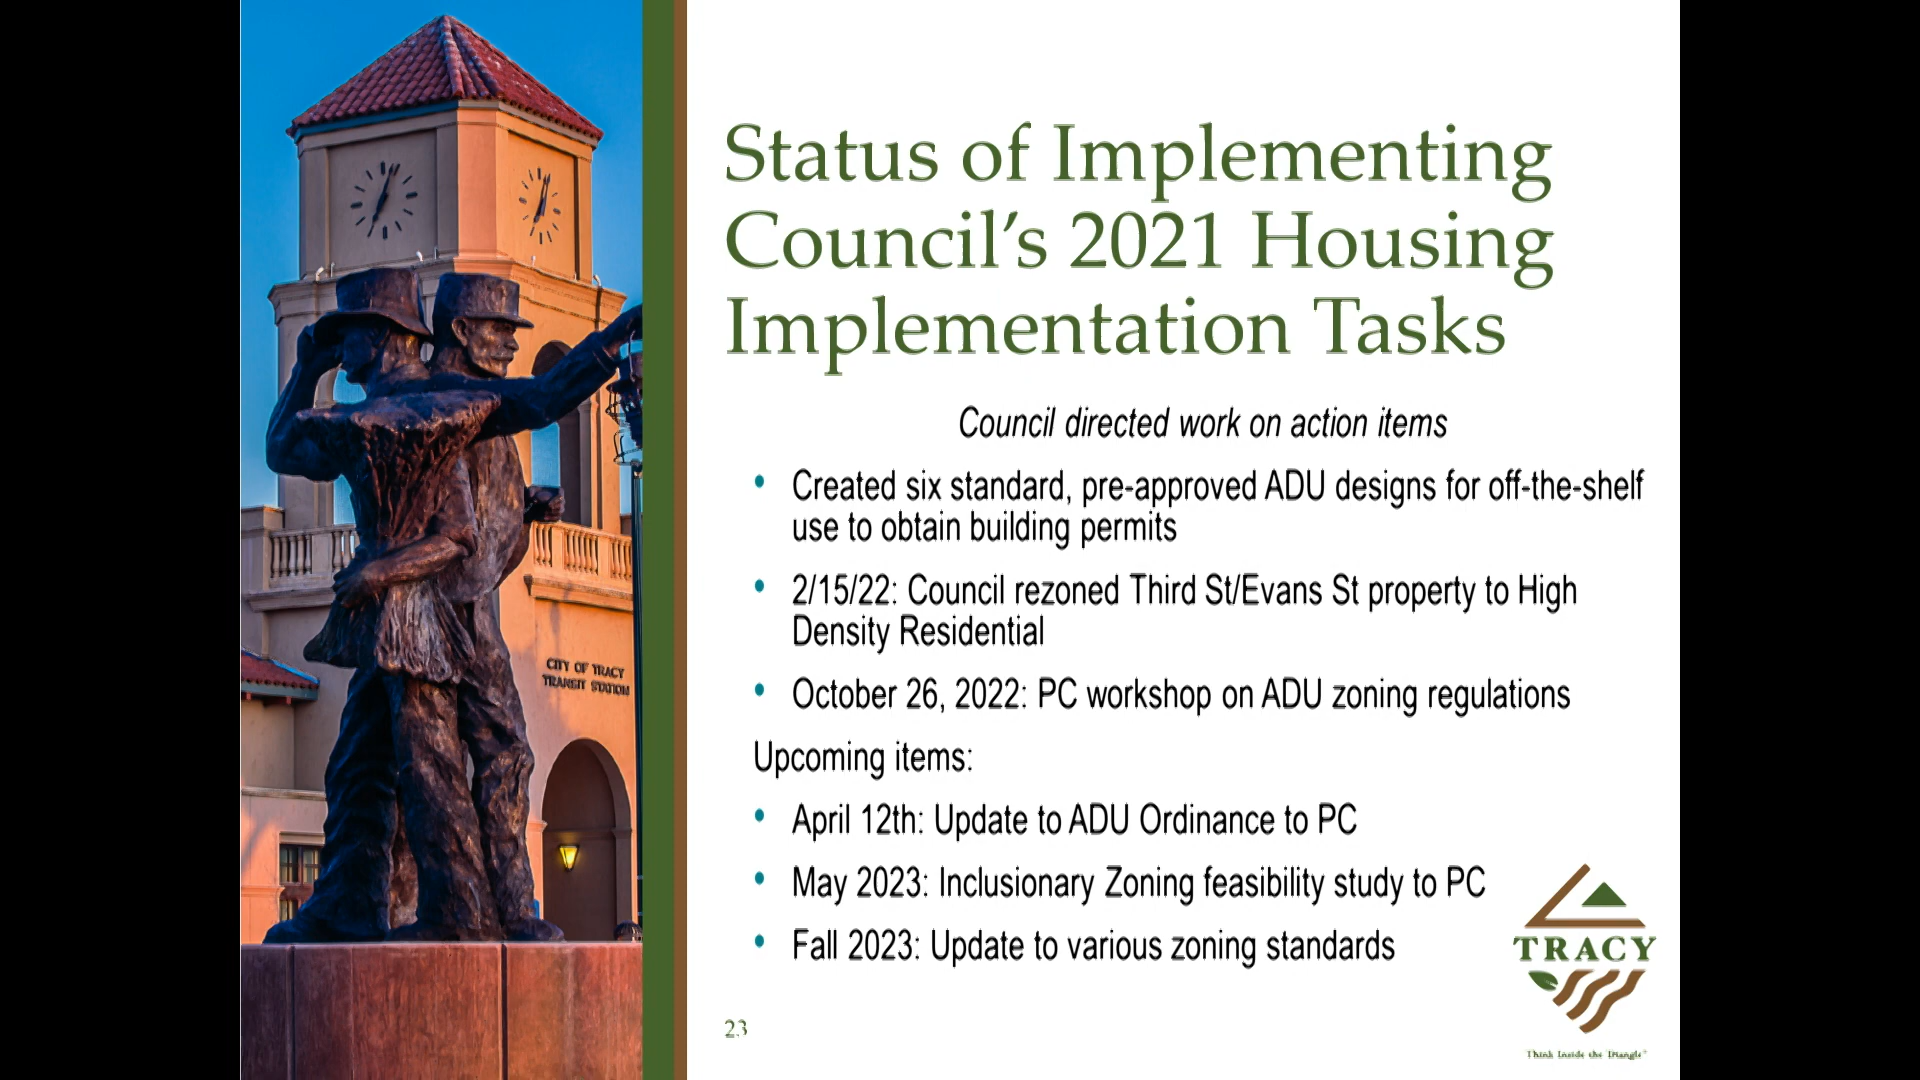 Status of Implementing
Council's 2021 Housing
Implementation Tasks
Council directed work on action items
• Created six standard, pre-approved ADU designs for off-the-shelf
use to obtain building permits
• 2/15/22: Council rezoned Third St/Evans St property to High
Density Residential
• October 26, 2022: PC workshop on ADU zoning regulations
Upcoming items:
• April 12th: Update to ADU Ordinance to PC
• May 2023: Inclusionary Zoning feasibility study to PC
• Fall 2023: Update to various zoning standards
23
CITY OF TRACY
TRANSIT STATION
TRACY
Think Inside the Triangle